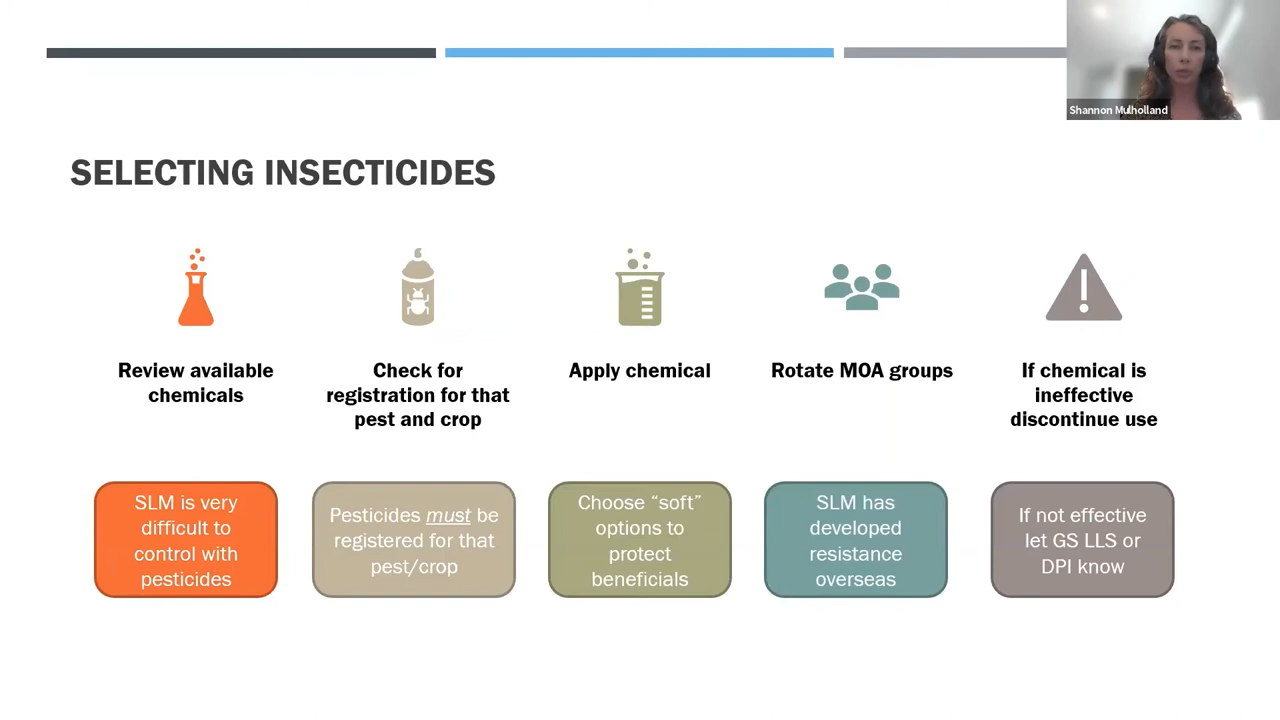 Shannon Mulholland
SELECTING INSECTICIDES
Review available
chemicals
Check for
registration for that
pest and crop
Apply chemical
Rotate MOA groups
If chemical is
ineffective
discontinue use
SLM is very
difficult to
control with
pesticides
Pesticides must be
registered for that
pest/crop
Choose “soft”
options to
protect
beneficials
SLM has
developed
resistance
overseas
If not effective
let GS LLS or
DPI know